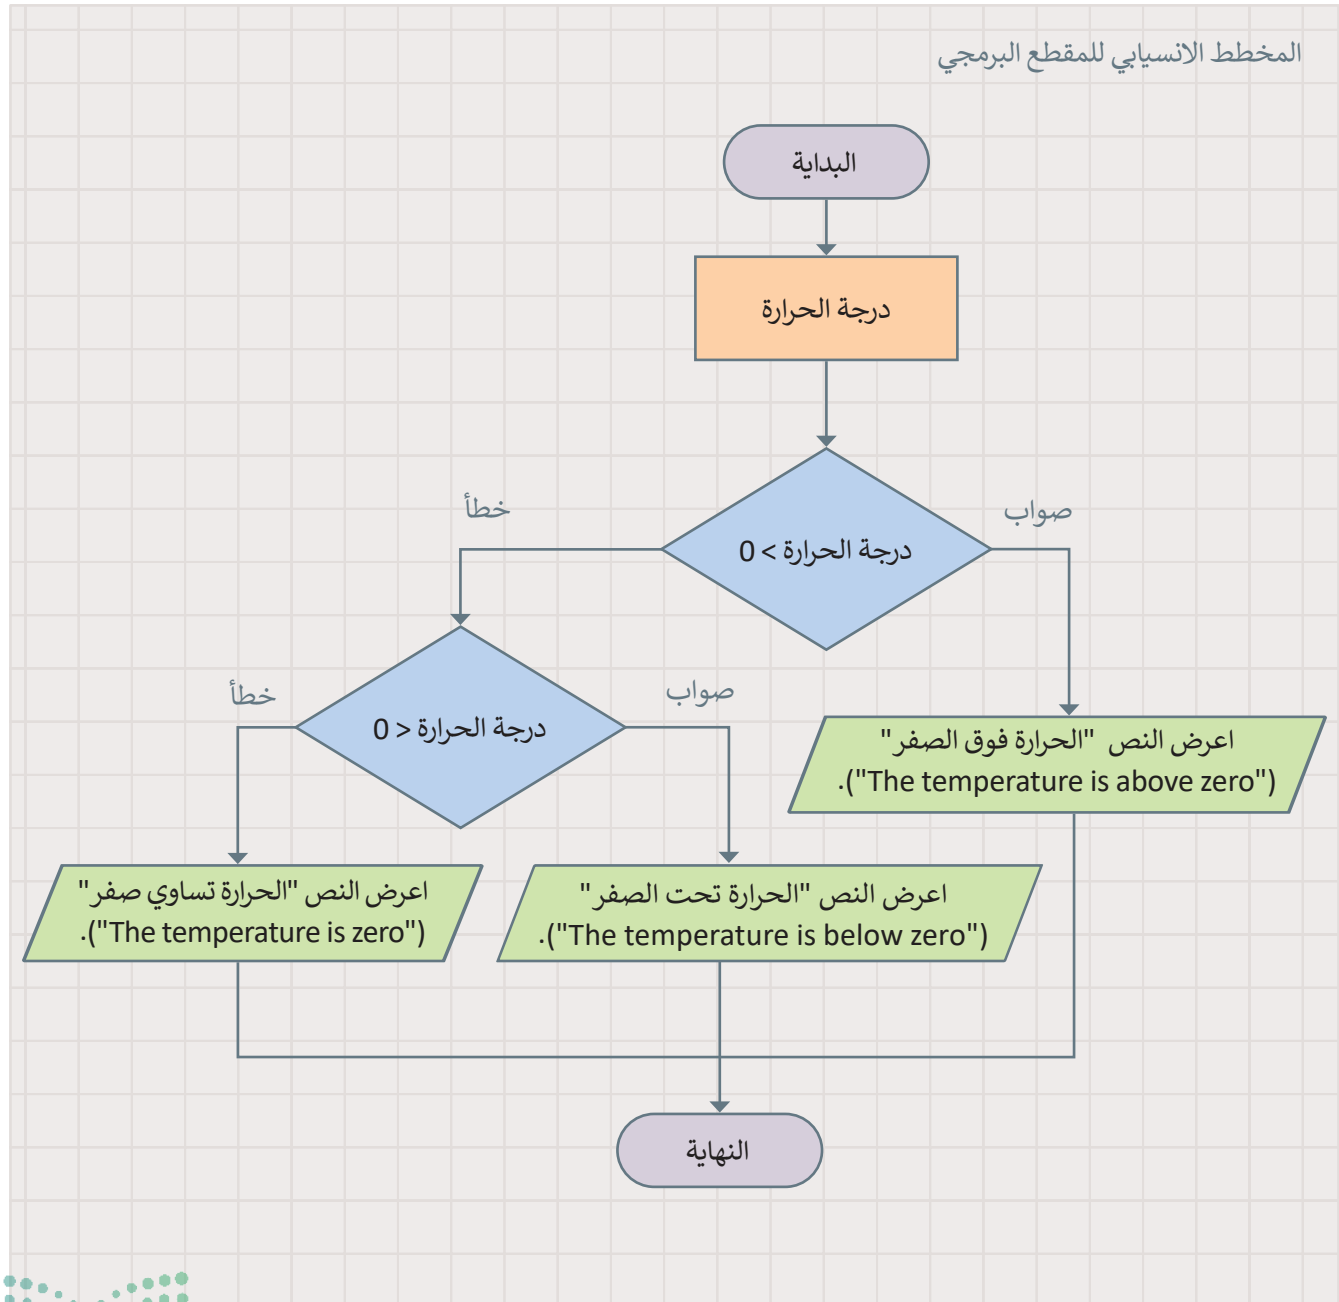 المخطط الانسيابي للمقطع البرمجي
البداية
درجة الحرارة > 0
صواب
خطأ
درجة الحرارة
درجة الحرارة < 0
صواب
خطأ
اعرض النص "الحرارة فوق الصفر"
("The temperature is above zero").
اعرض النص "الحرارة تحت الصفر"
("The temperature is below zero").
اعرض النص "الحرارة تساوي صفر"
("The temperature is zero").
النهاية